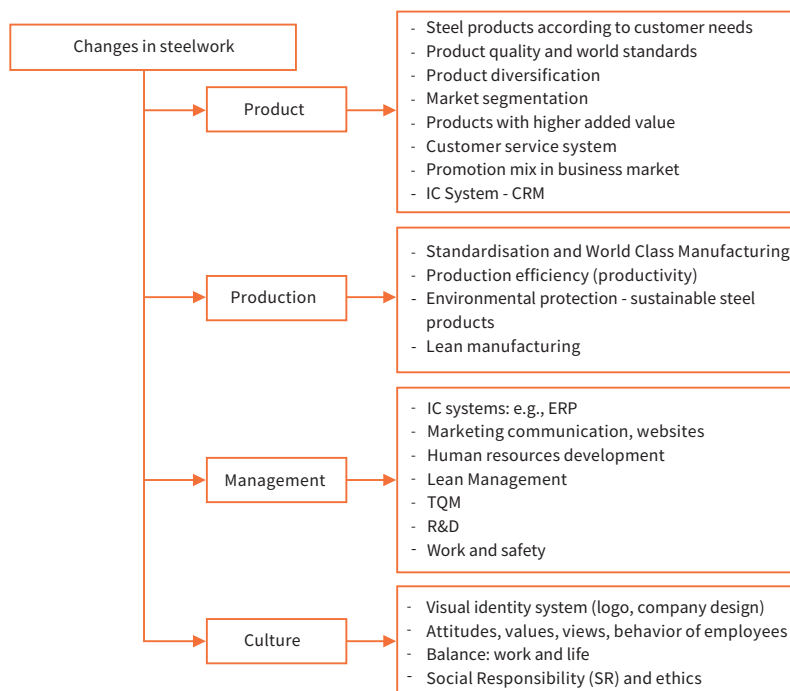 Changes in steelwork
Product
- Steel products according to customer needs
- Product quality and world standards
- Product diversification
- Market segmentation
- Products with higher added value
- Customer service system
- Promotion mix in business market
- IC System - CRM
Production
- Standardisation and World Class Manufacturing
- Production efficiency (productivity)
- Environmental protection - sustainable steel
products
- Lean manufacturing
Management
- IC systems: e.g., ERP
- Marketing communication, websites
- Human resources development
- Lean Management
- TQM
- R&D
- Work and safety
Culture
- Visual identity system (logo, company design)
- Attitudes, values, views, behavior of employees
- Balance: work and life
- Social Responsibility (SR) and ethics